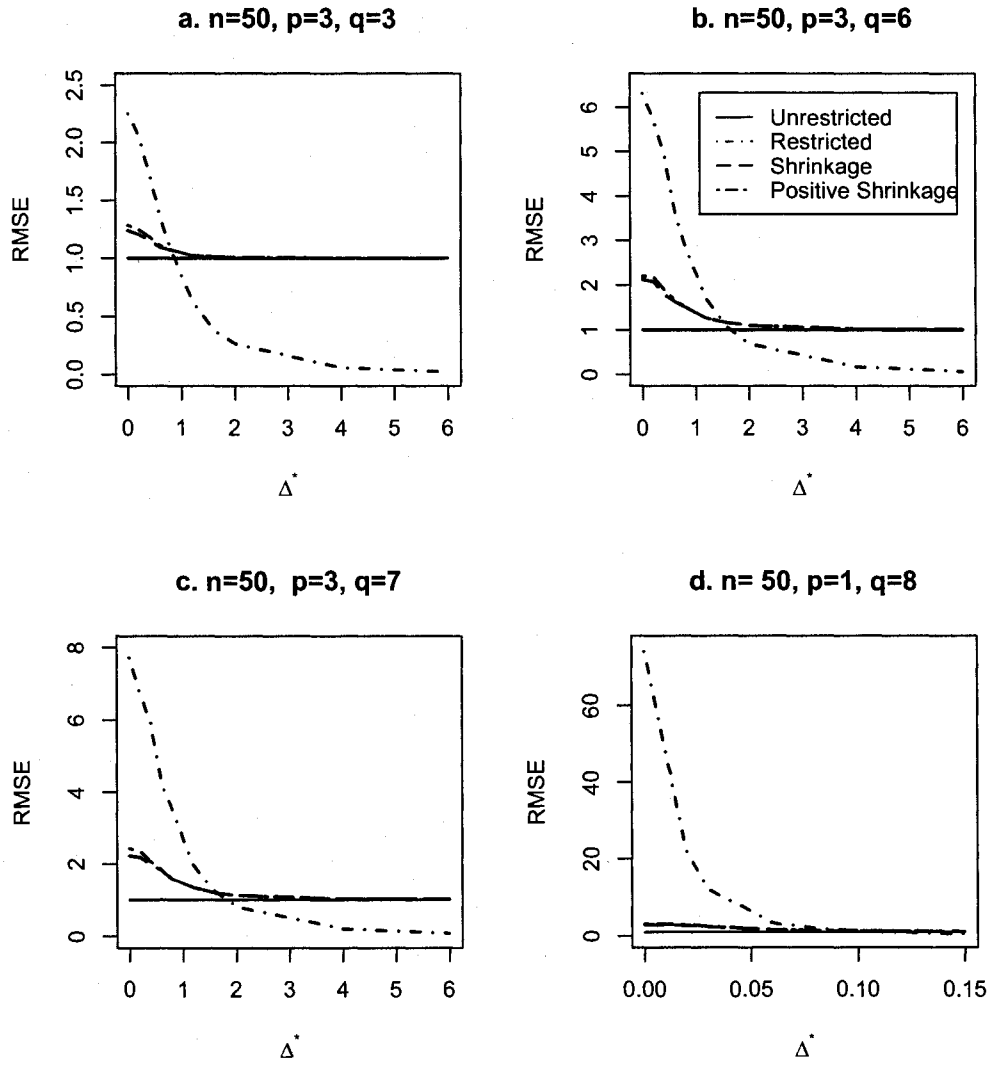 a. n=50, p=3, q=3
RMSE
2.5
2.0
1.5
1.0
0.5
0.0
0 1 2 3 4 5 6
Δ*
b. n=50, p=3, q=6
RMSE
6
5
4
3
2
1
0
Unrestricted
Restricted
Shrinkage
Positive Shrinkage
0 1 2 3 4 5 6
Δ*
c. n=50, p=3, q=7
RMSE
8
6
4
2
0
0 1 2 3 4 5 6
Δ*
d. n= 50, p=1, q=8
RMSE
60
40
20
0
0.00 0.05 0.10 0.15
Δ*